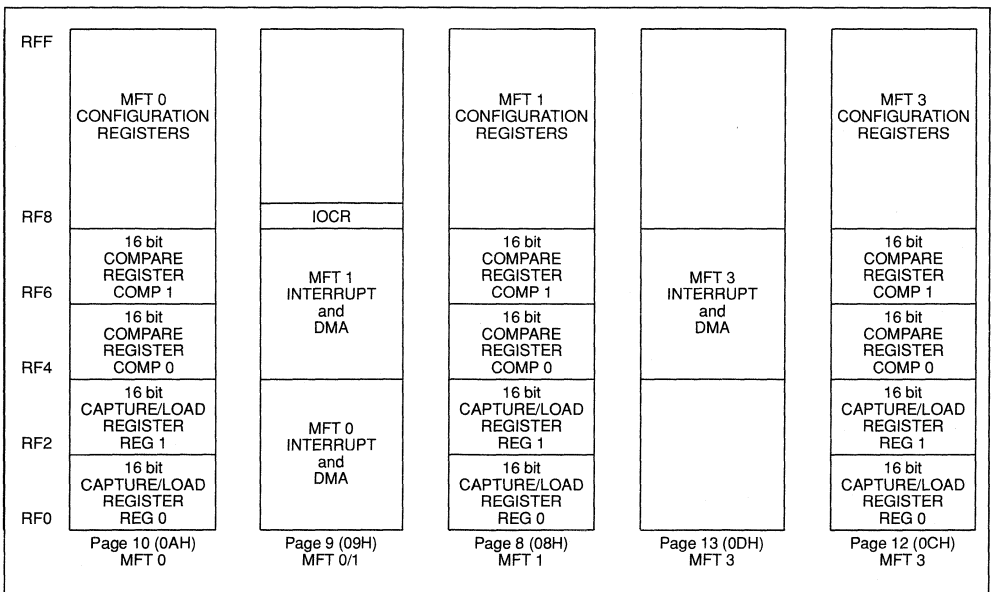 RFF
RF8
RF6
RF4
RF2
RF0
MFT 0
CONFIGURATION
REGISTERS
16 bit
COMPARE
REGISTER
COMP 1
16 bit
COMPARE
REGISTER
COMP 0
16 bit
CAPTURE/LOAD
REGISTER
REG 1
16 bit
CAPTURE/LOAD
REGISTER
REG 0
Page 10 (0AH)
MFT 0
IOCR
MFT 1
INTERRUPT
and
DMA
MFT 0
INTERRUPT
and
DMA
Page 9 (09H)
MFT 0/1
MFT 1
CONFIGURATION
REGISTERS
16 bit
COMPARE
REGISTER
COMP 1
16 bit
COMPARE
REGISTER
COMP 0
16 bit
CAPTURE/LOAD
REGISTER
REG 1
16 bit
CAPTURE/LOAD
REGISTER
REG 0
Page 8 (08H)
MFT 1
MFT 3
INTERRUPT
and
DMA
Page 13 (0DH)
MFT 3
MFT 3
CONFIGURATION
REGISTERS
16 bit
COMPARE
REGISTER
COMP 1
16 bit
COMPARE
REGISTER
COMP 0
16 bit
CAPTURE/LOAD
REGISTER
REG 1
16 bit
CAPTURE/LOAD
REGISTER
REG 0
Page 12 (0CH)
MFT 3